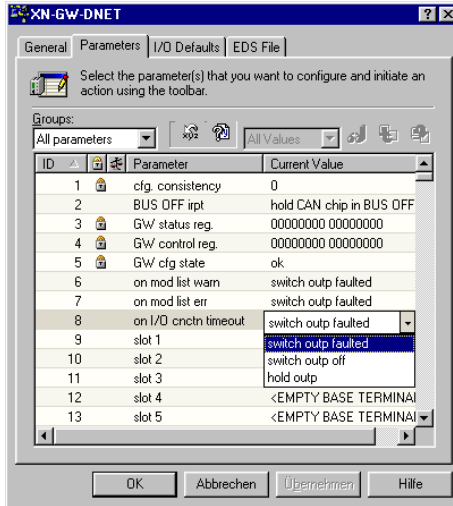 XN-GW-DNET
General Parameters I/O Defaults EDS File
Select the parameter(s) that you want to configure and initiate an
action using the toolbar.
Groups:
All parameters xyz All Values
ID Parameter Current Value
1 cfg. consistency 0
2 BUS OFF irpt hold CAN chip in BUS OFF
3 GW status reg. 00000000 00000000
4 GW control reg. 00000000 00000000
5 GW cfg state ok
6 on mod list warn switch outp faulted
7 on mod list err switch outp faulted
8 on I/O cnctn timeout switch outp faulted
9 slot 1 switch outp faulted
10 slot 2 switch outp off
11 slot 3 hold outp
12 slot 4 <EMPTY BASE TERMINAL
13 slot 5 <EMPTY BASE TERMINAL
OK Abbrechen Übernehmen Hilfe